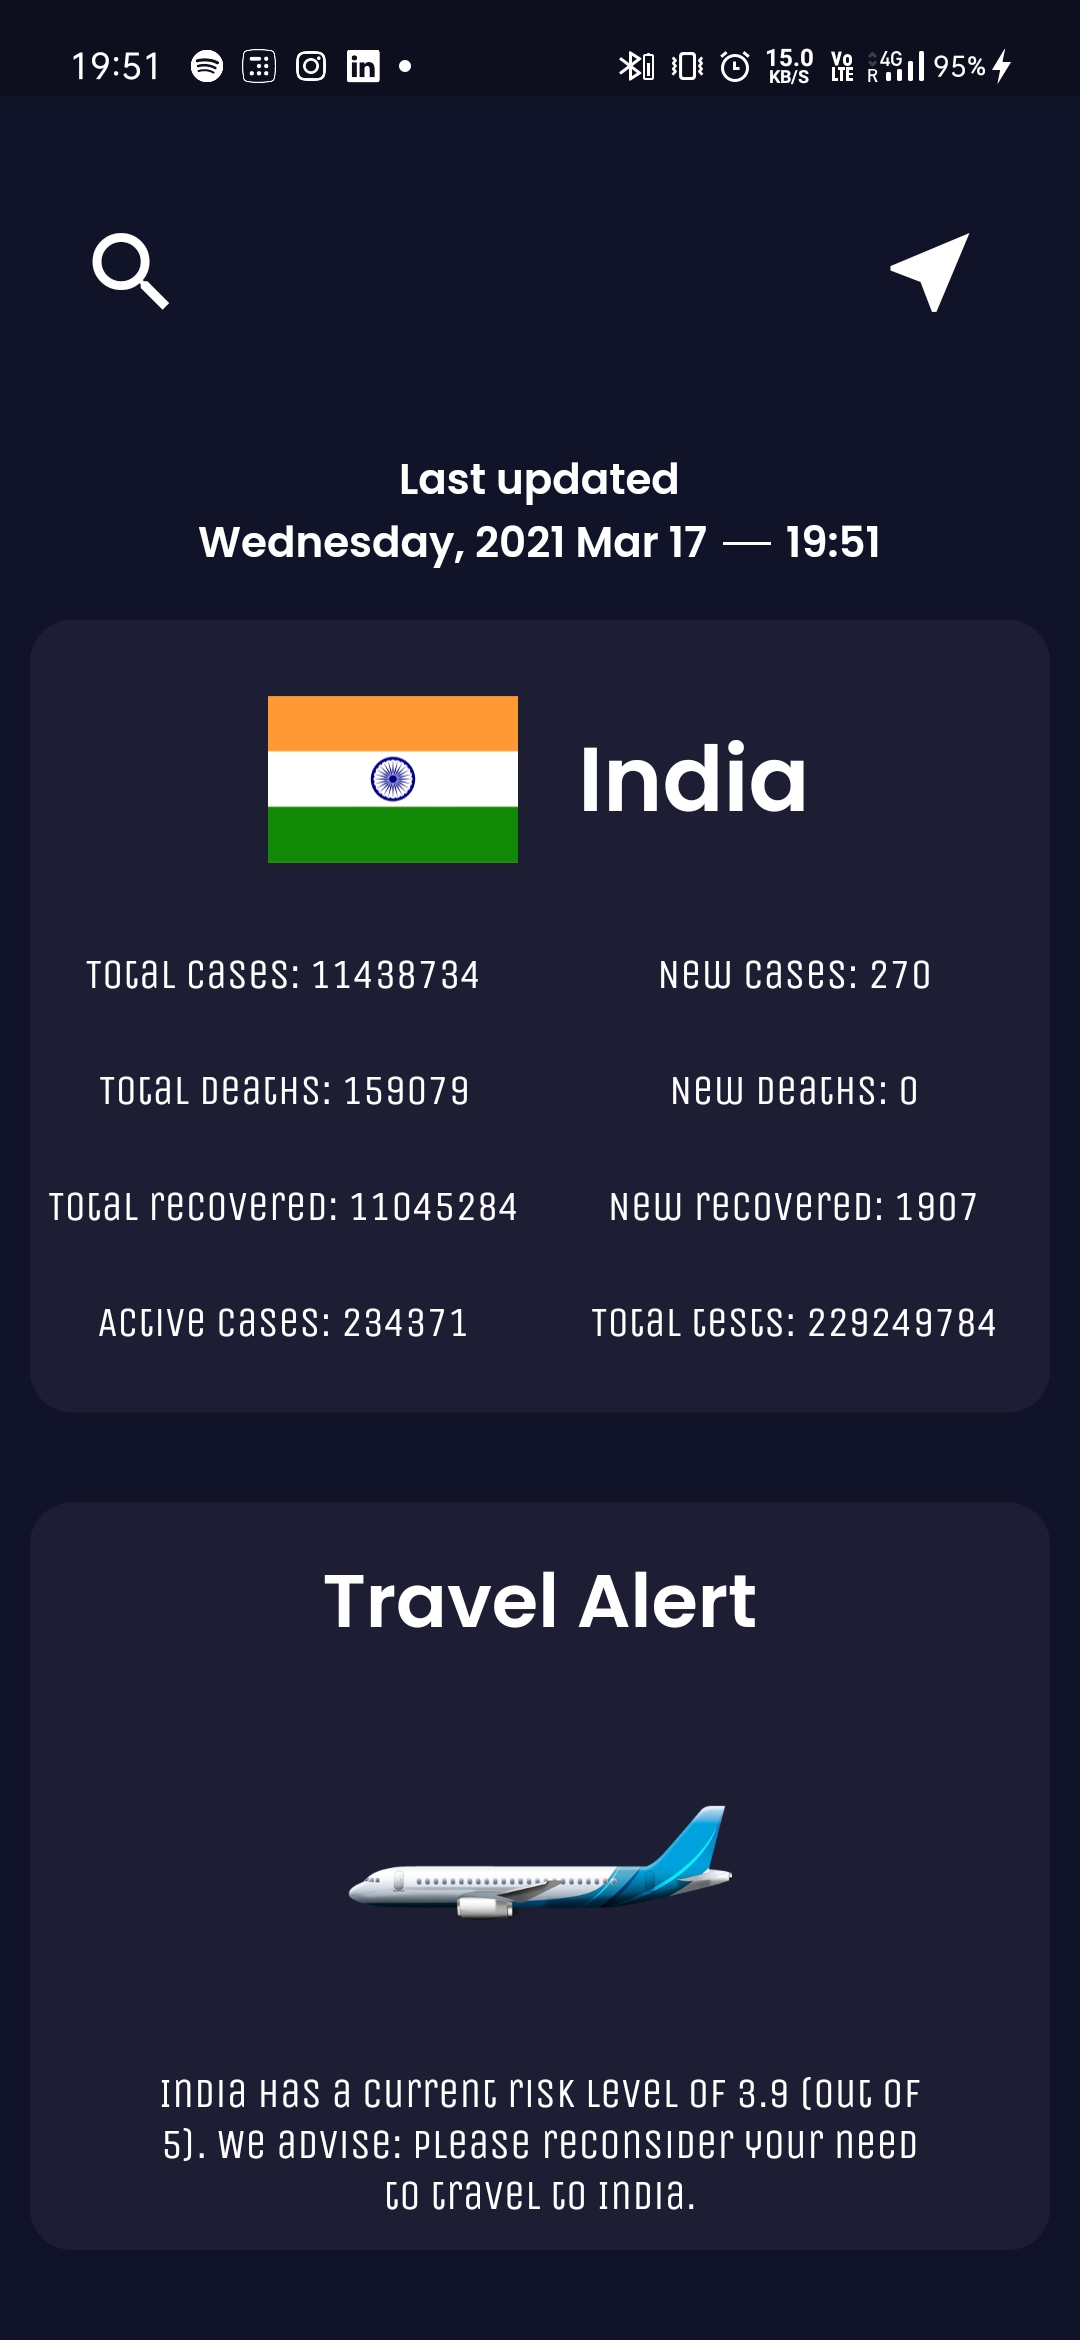 19:51 in 15.0 KB/S Vo LTE R 4G 95%
Last updated
Wednesday, 2021 Mar 17 — 19:51
India
Total cases: 11438734
New cases: 270
Total deaths: 159079
New deaths: 0
Total recovered: 11045284
New recovered: 1907
Active cases: 234371
Total tests: 229249784
Travel Alert
India has a current risk level of 3.9 (out of
5). We advise: Please reconsider your need
to travel to India.